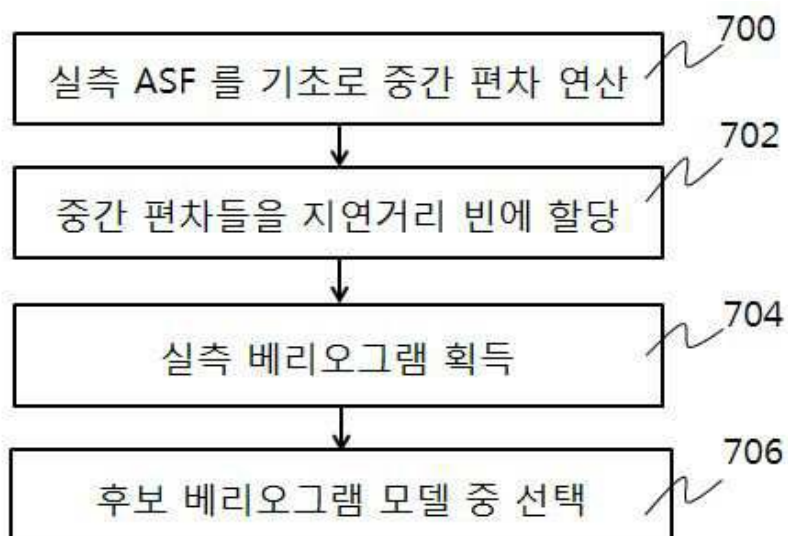 700
실측 ASF 를 기초로 중간 편차 연산
702
중간 편차들을 지연거리 빈에 할당
704
실측 베리오그램 획득
706
후보 베리오그램 모델 중 선택